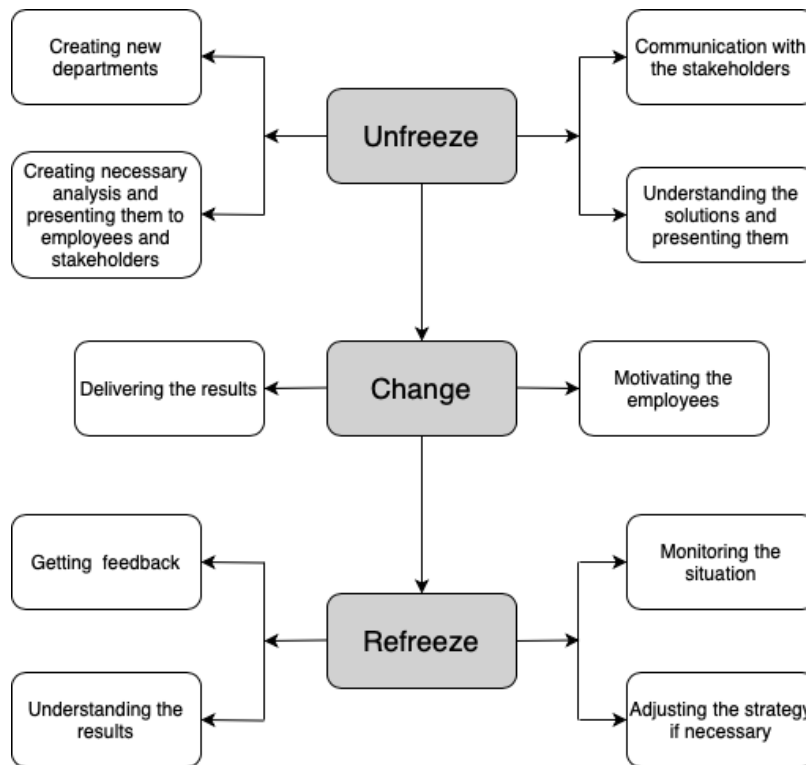 Creating new
departments
Communication with
the stakeholders
Unfreeze
Creating necessary
analysis and
presenting them to
employees and
stakeholders
Understanding the
solutions and
presenting them
Delivering the results
Change
Motivating the
employees
Getting feedback
Monitoring the
situation
Refreeze
Understanding the
results
Adjusting the strategy
if necessary